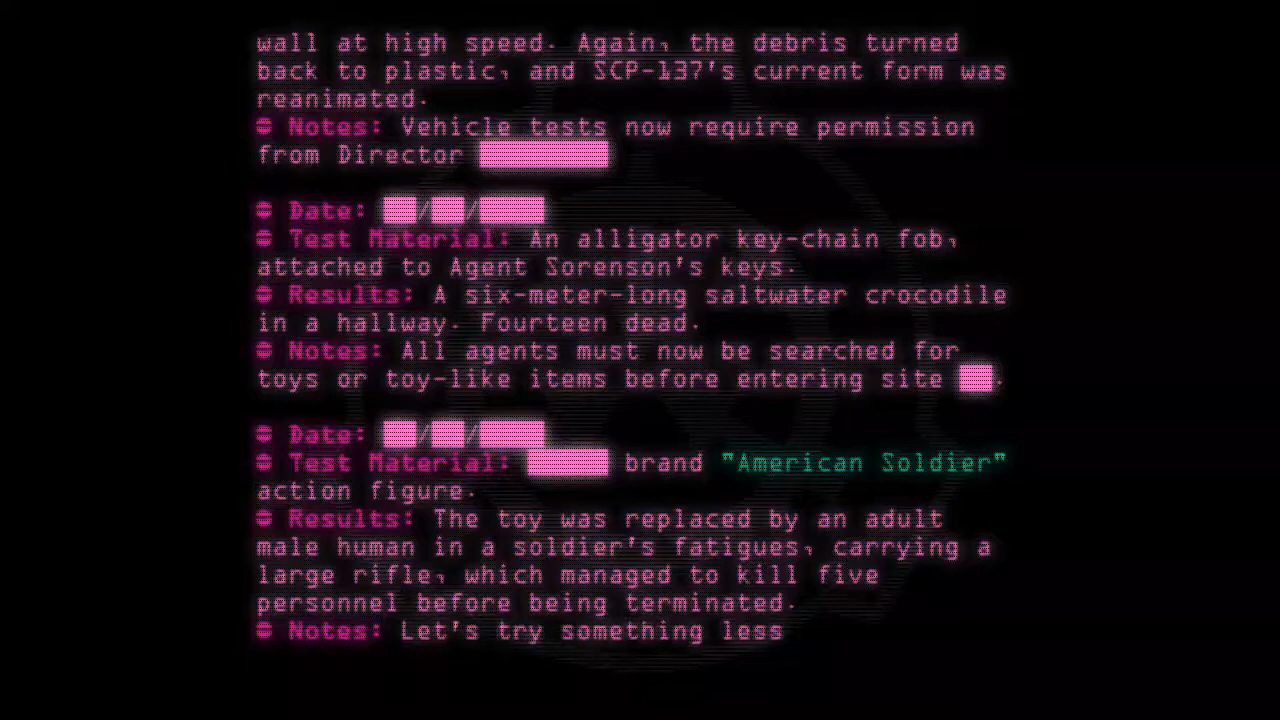 wall at high speed. Again, the debris turned
back to plastic, and SCP-137's current form was
reanimated.
Notes: Vehicle tests now require permission
from Director ████████
Date: ██/██/████
Test Material: An alligator key-chain fob,
attached to Agent Sorenson's keys.
Results: A six-meter-long saltwater crocodile
in a hallway. Fourteen dead.
Notes: All agents must now be searched for
toys or toy-like items before entering site ██.
Date: ██/██/████
Test Material: █████ brand "American Soldier"
action figure.
Results: The toy was replaced by an adult
male human in a soldier's fatigues, carrying a
large rifle, which managed to kill five
personnel before being terminated.
Notes: Let's try something less